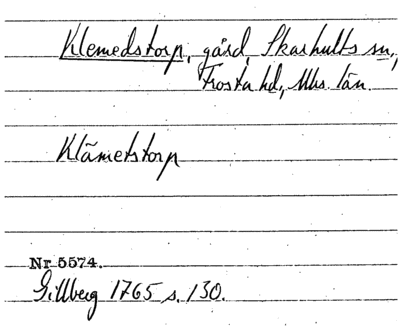 Klemedstorp, gård, Skarhults sn,
Frosta hd, Mhs. län.
Klämetstorp
Nr 5574.
Gillberg 1765 s. 130.